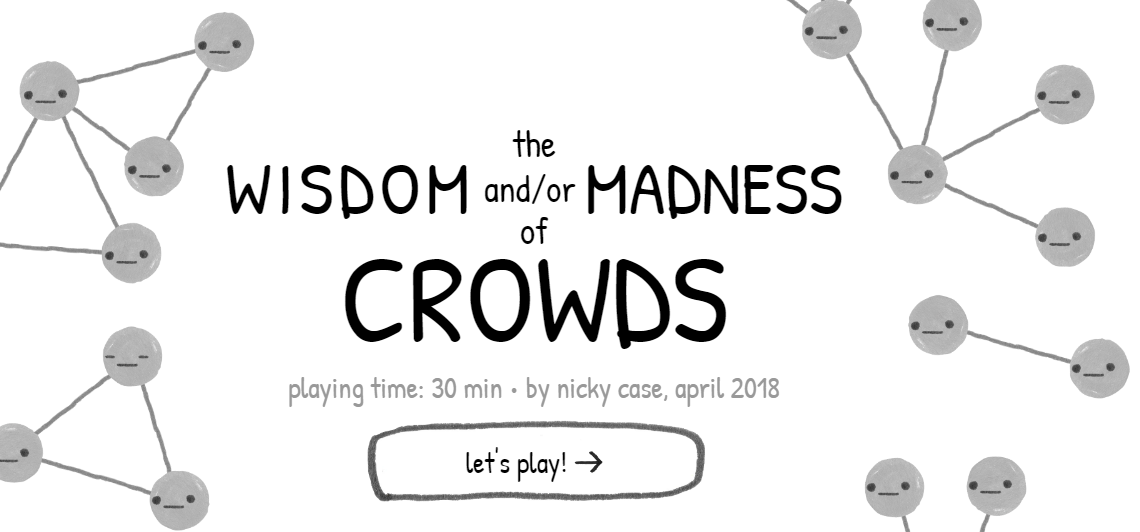 the
WISDOM and/or MADNESS
of
CROWDS
playing time: 30 min • by nicky case, april 2018
let's play! →